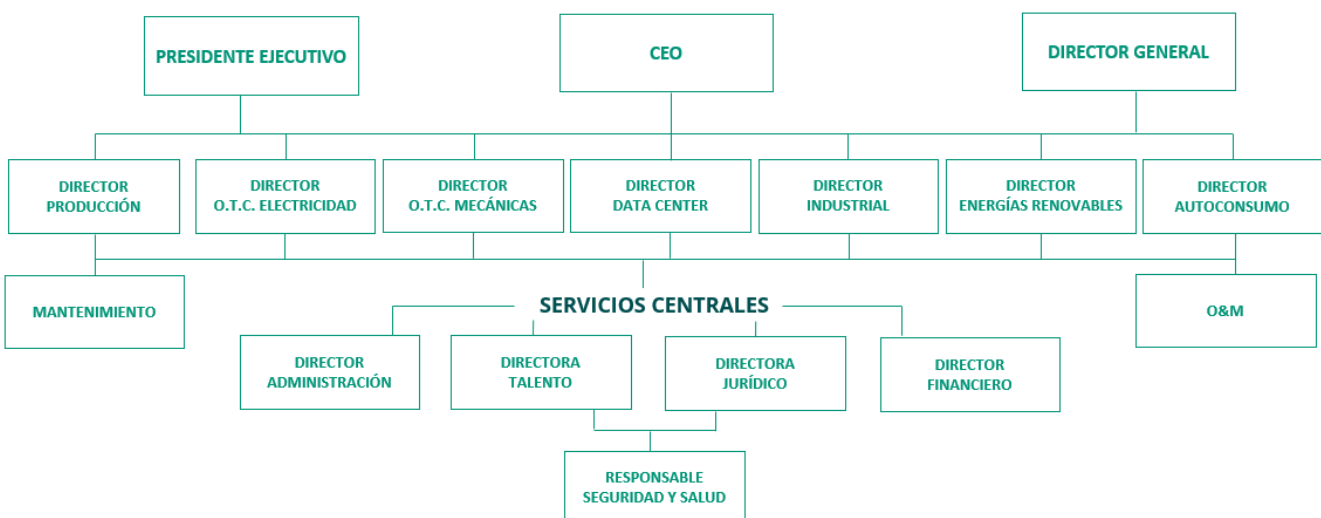 PRESIDENTE EJECUTIVO
CEO
DIRECTOR GENERAL
DIRECTOR
PRODUCCIÓN
DIRECTOR
O.T.C. ELECTRICIDAD
DIRECTOR
O.T.C. MECÁNICAS
DIRECTOR
DATA CENTER
DIRECTOR
INDUSTRIAL
DIRECTOR
ENERGÍAS RENOVABLES
DIRECTOR
AUTOCONSUMO
MANTENIMIENTO
SERVICIOS CENTRALES
O&M
DIRECTOR
ADMINISTRACIÓN
DIRECTORA
TALENTO
DIRECTORA
JURÍDICO
DIRECTOR
FINANCIERO
RESPONSABLE
SEGURIDAD Y SALUD